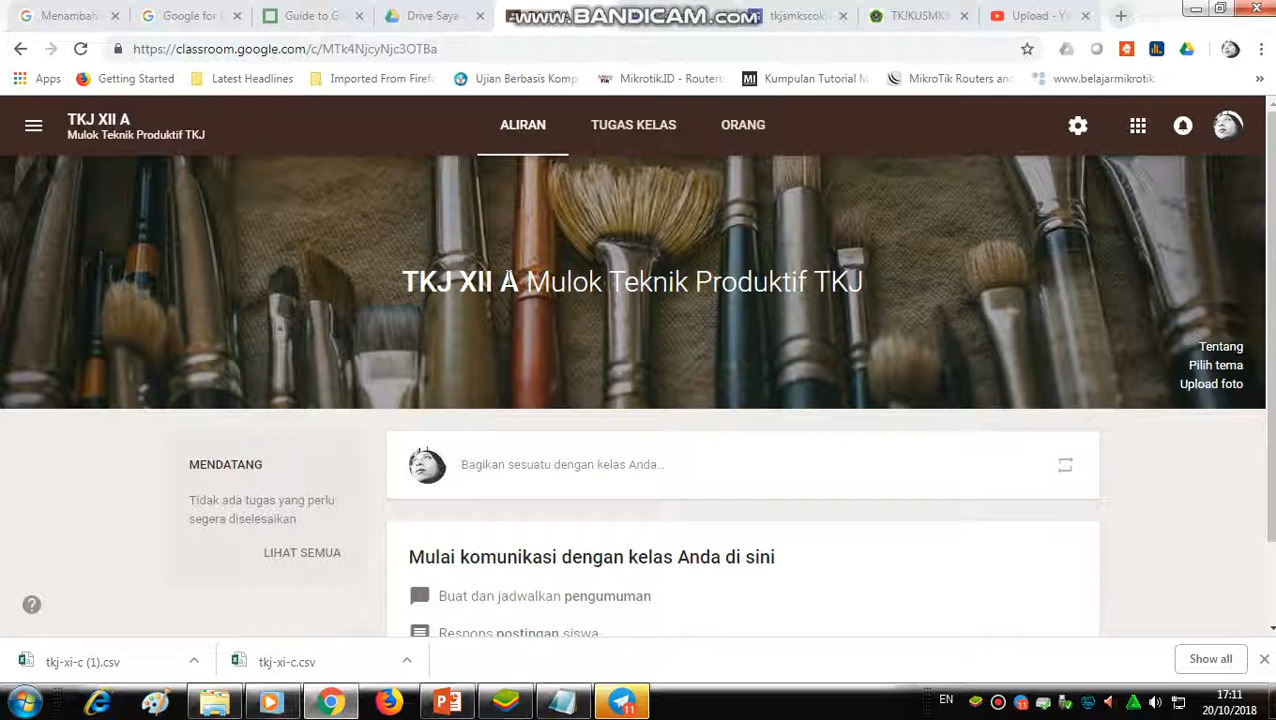 Menambah
Google for
Guide to G
Drive Saya
www.BANDICAM.com
tkjsmkscok
TKJKUSMK
Upload - Y
https://classroom.google.com/c/MTk4NjcyNjc3OTBa
Apps
Getting Started
Latest Headlines
Imported From Firef
Ujian Berbasis Komp
Mikrotik.ID - Routerb
Kumpulan Tutorial M
MikroTik Routers and
www.belajarmikrotik
»
TKJ XII A
Mulok Teknik Produktif TKJ
ALIRAN
TUGAS KELAS
ORANG
TKJ XII A Mulok Teknik Produktif TKJ
Tentang
Pilih tema
Upload foto
MENDATANG
Tidak ada tugas yang perlu
segera diselesaikan
LIHAT SEMUA
Bagikan sesuatu dengan kelas Anda...
Mulai komunikasi dengan kelas Anda di sini
Buat dan jadwalkan pengumuman
Respons postingan siswa
tkj-xi-c (1).csv
tkj-xi-c.csv
Show all
EN
11
17:11
20/10/2018